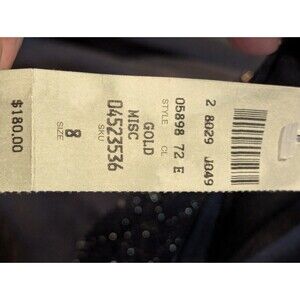 2 8029 J049
05898 72 E
STYLE CL
GOLD
MISC
04523536
SKU
8
SIZE
$180.00